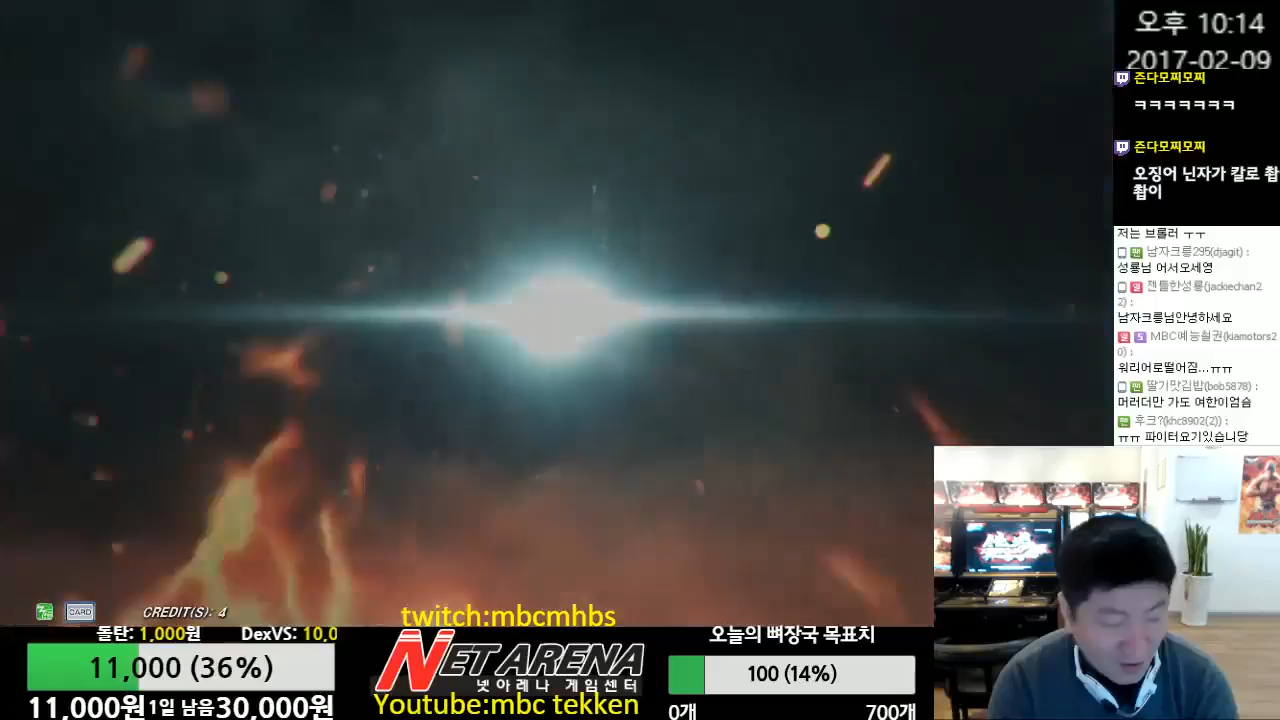 오후 10:14
2017-02-09
즌다모찌모찌
ㅋㅋㅋㅋㅋㅋㅋ
즌다모찌모찌
오징어 닌자가 칼로 촵
촵이
저는 브롤러 ㅜㅜ
남자크롱295(djagit) :
성룡님 어서오세영
젠틀한성룡(jackiechan2
2) :
남자크롱님안녕하세요
MBC예능철권(kiamotors2
0) :
워리어로떨어짐...ㅠㅠ
딸기맛김밥(bob5878) :
머러더만 가도 여한이엄슴
후크?(khc8902(2)) :
ㅠㅠ 파이터요기있습니당
CARD
CREDIT(S): 4
twitch:mbcmhbs
돌탄: 1,000원 DexVS: 10,0
11,000 (36%)
11,000원 1일 남음 30,000원
NET ARENA
넷아레나 게임센터
Youtube:mbc tekken
오늘의 뼈장국 목표치
100 (14%)
0개 700개